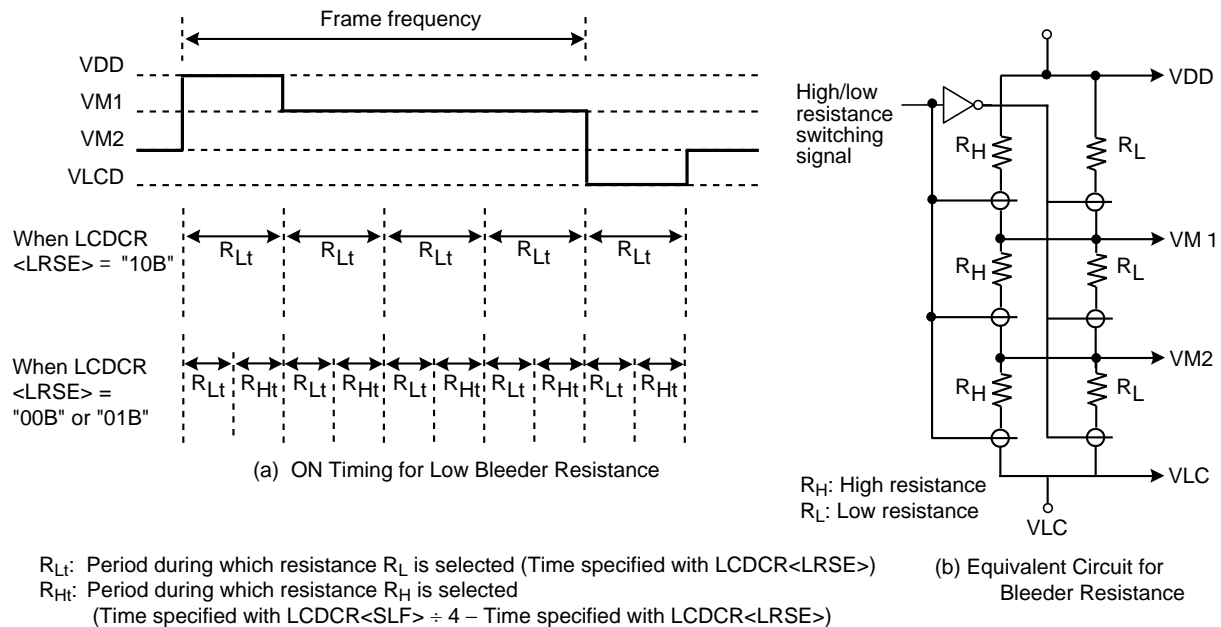 Frame frequency
VDD
VM1
VM2
VLCD
When LCDCR
<LRSE> = "10B"
RLt RLt RLt RLt RLt
When LCDCR
<LRSE> =
"00B" or "01B"
RLt RHt RLt RHt RLt RHt RLt RHt RLt RHt
(a) ON Timing for Low Bleeder Resistance
High/low
resistance
switching
signal
VDD
RH RL
VM 1
RH RL
VM2
RH RL
VLC
RH: High resistance
RL: Low resistance
VLC
(b) Equivalent Circuit for
Bleeder Resistance
RLt: Period during which resistance RL is selected (Time specified with LCDCR<LRSE>)
RHt: Period during which resistance RH is selected
(Time specified with LCDCR<SLF> ÷ 4 – Time specified with LCDCR<LRSE>)